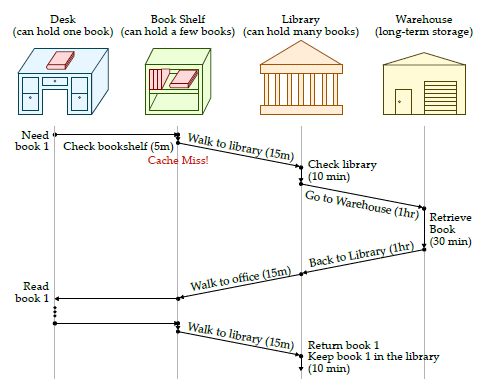 Desk
(can hold one book)
Book Shelf
(can hold a few books)
Library
(can hold many books)
Warehouse
(long-term storage)
Need
book 1
Check bookshelf (5m)
Cache Miss!
Walk to library (15m)
Check library
(10 min)
Go to Warehouse (1hr)
Retrieve
Book
(30 min)
Back to Library (1hr)
Walk to office (15m)
Read
book 1
Walk to library (15m)
Return book 1
Keep book 1 in the library
(10 min)